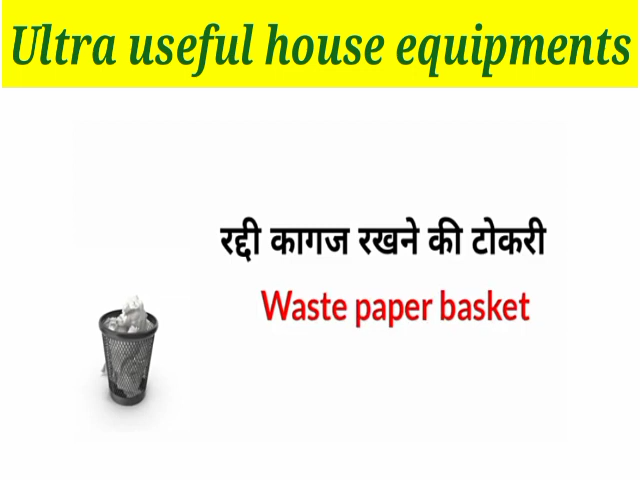 Ultra useful house equipments
रद्दी कागज रखने की टोकरी
Waste paper basket